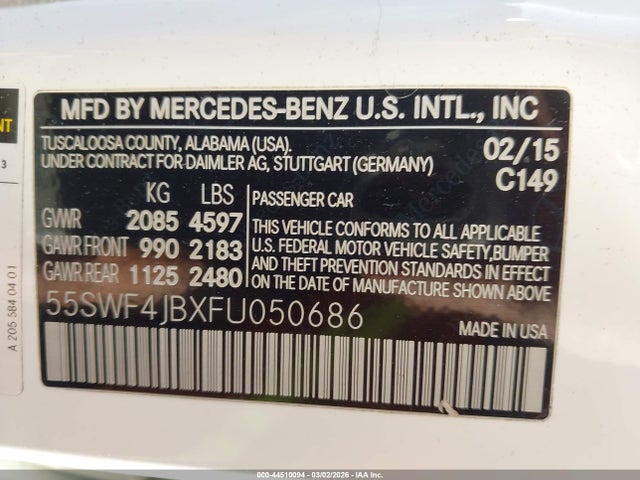 MFD BY MERCEDES-BENZ U.S. INTL., INC
TUSCALOOSA COUNTY, ALABAMA (USA).
UNDER CONTRACT FOR DAIMLER AG, STUTTGART (GERMANY)
02/15
C149
KG LBS
GVWR 2085 4597
GAWR FRONT 990 2183
GAWR REAR 1125 2480
PASSENGER CAR
THIS VEHICLE CONFORMS TO ALL APPLICABLE
U.S. FEDERAL MOTOR VEHICLE SAFETY,BUMPER
AND THEFT PREVENTION STANDARDS IN EFFECT
ON THE DATE OF MANUFACTURE SHOWN ABOVE.
55SWF4JBXFU050686
MADE IN USA
NT
3
A 205 584 04 01
000-44510094 - 03/02/2026 - IAA Inc.